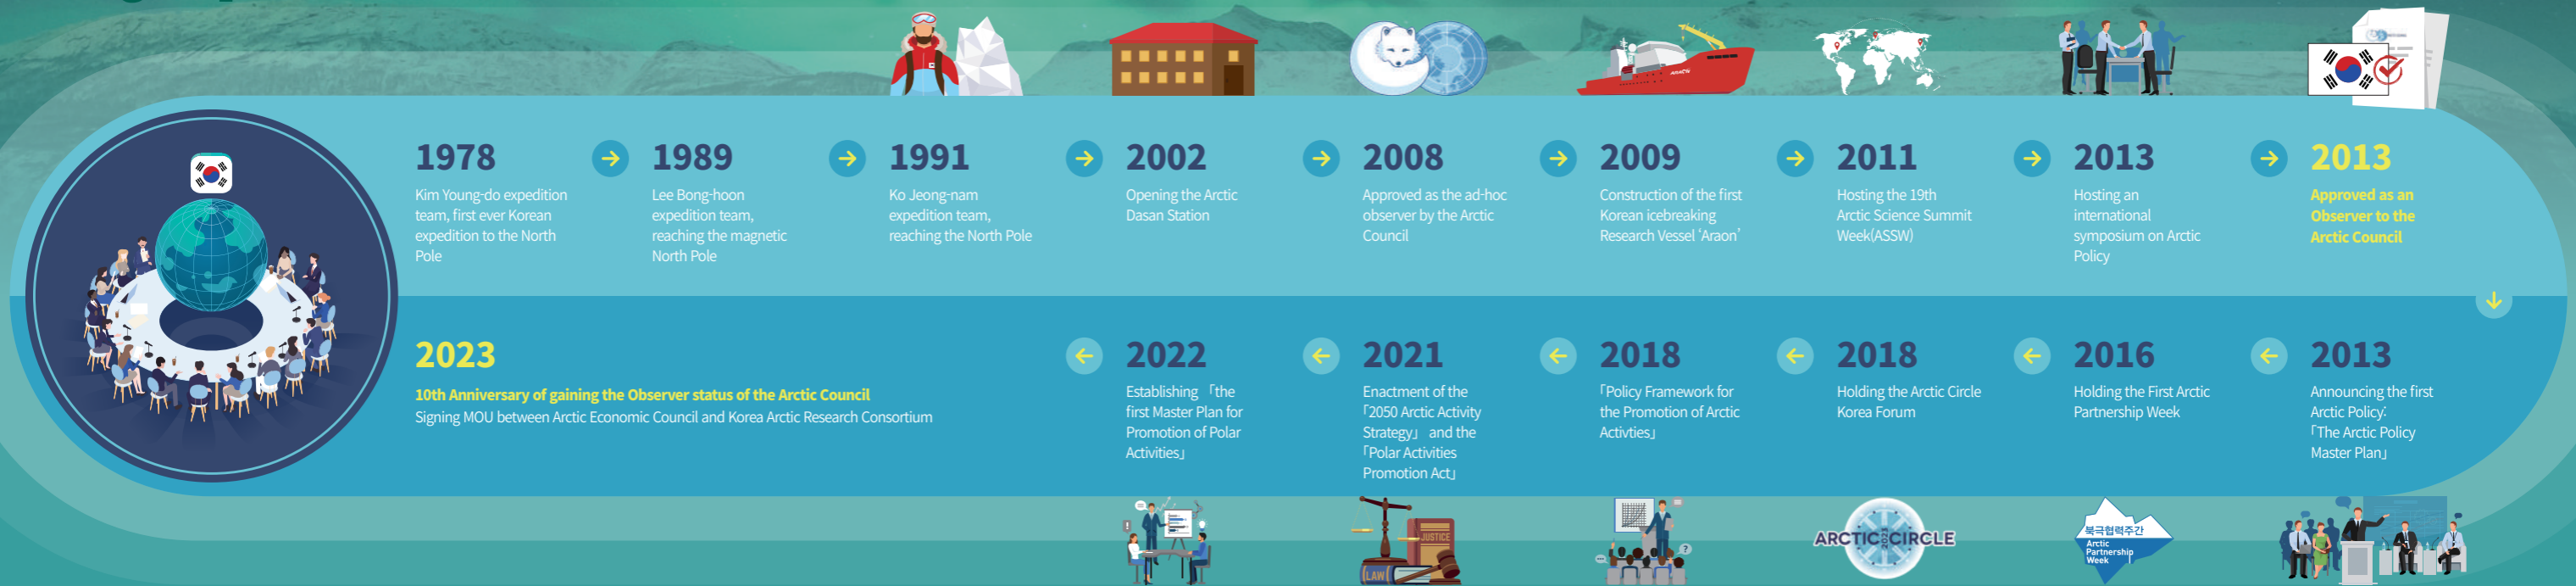 1978
Kim Young-do expedition
team, first ever Korean
expedition to the North
Pole
1989
Lee Bong-hoon
expedition team,
reaching the magnetic
North Pole
1991
Ko Jeong-nam
expedition team,
reaching the North Pole
2002
Opening the Arctic
Dasan Station
2008
Approved as the ad-hoc
observer by the Arctic
Council
2009
Construction of the first
Korean icebreaking
Research Vessel ‘Araon’
2011
Hosting the 19th
Arctic Science Summit
Week(ASSW)
2013
Hosting an
international
symposium on Arctic
Policy
2013
Approved as an
Observer to the
Arctic Council
2013
Announcing the first
Arctic Policy:
「The Arctic Policy
Master Plan」
2016
Holding the First Arctic
Partnership Week
2018
Holding the Arctic Circle
Korea Forum
2018
「Policy Framework for
the Promotion of Arctic
Activties」
2021
Enactment of the
「2050 Arctic Activity
Strategy」 and the
「Polar Activities
Promotion Act」
2022
Establishing 「the
first Master Plan for
Promotion of Polar
Activities」
2023
10th Anniversary of gaining the Observer status of the Arctic Council
Signing MOU between Arctic Economic Council and Korea Arctic Research Consortium
JUSTICE
LAW
ARCTIC CIRCLE
북극협력주간
Arctic
Partnership
Week